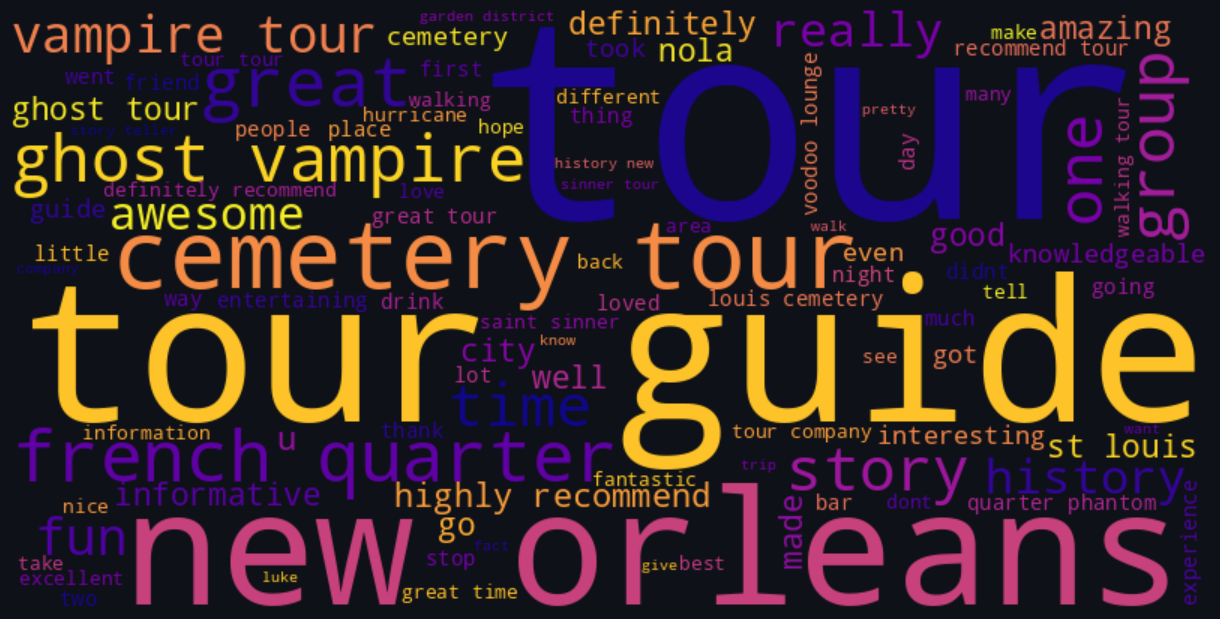 garden district
vampire tour
cemetery
definitely
really
make
amazing
took
nola
recommend tour
tour tour
went
friend
great
first
tour
voodoo lounge
many
group
ghost tour
walking
different
hurricane
thing
pretty
one
walking tour
story teller
people place
hope
day
ghost vampire
history new
sinner tour
definitely recommend
love
guide
awesome
great tour
area
walk
good
knowledgeable
little
cemetery tour
back
even
company
night
didnt
tell
going
way
entertaining
drink
loved
louis cemetery
tour guide
saint sinner
much
city
know
see
got
lot
well
time
information
thank
tour company
interesting
want
st louis
french quarter
u
trip
story
history
fantastic
nice
informative
highly recommend
made
bar
dont
quarter phantom
experience
fun
new orleans
go
fact
stop
take
give
best
excellent
luke
two
great time